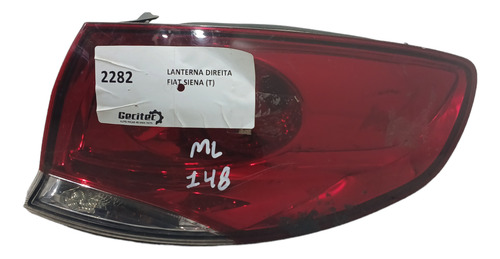 2282
LANTERNA DIREITA
FIAT SIENA (T)
Gecitec
ML
148